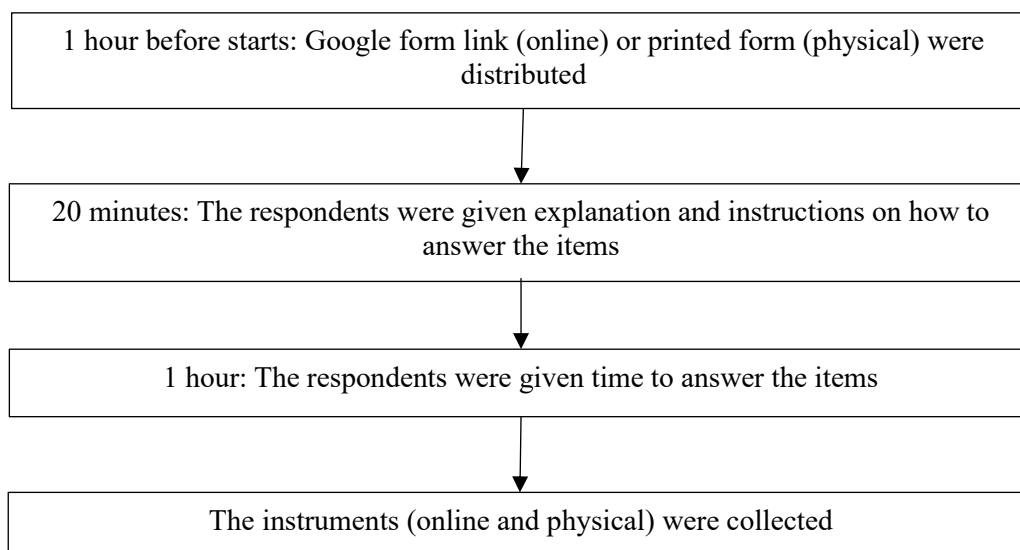 1 hour before starts: Google form link (online) or printed form (physical) were
distributed
20 minutes: The respondents were given explanation and instructions on how to
answer the items
1 hour: The respondents were given time to answer the items
The instruments (online and physical) were collected